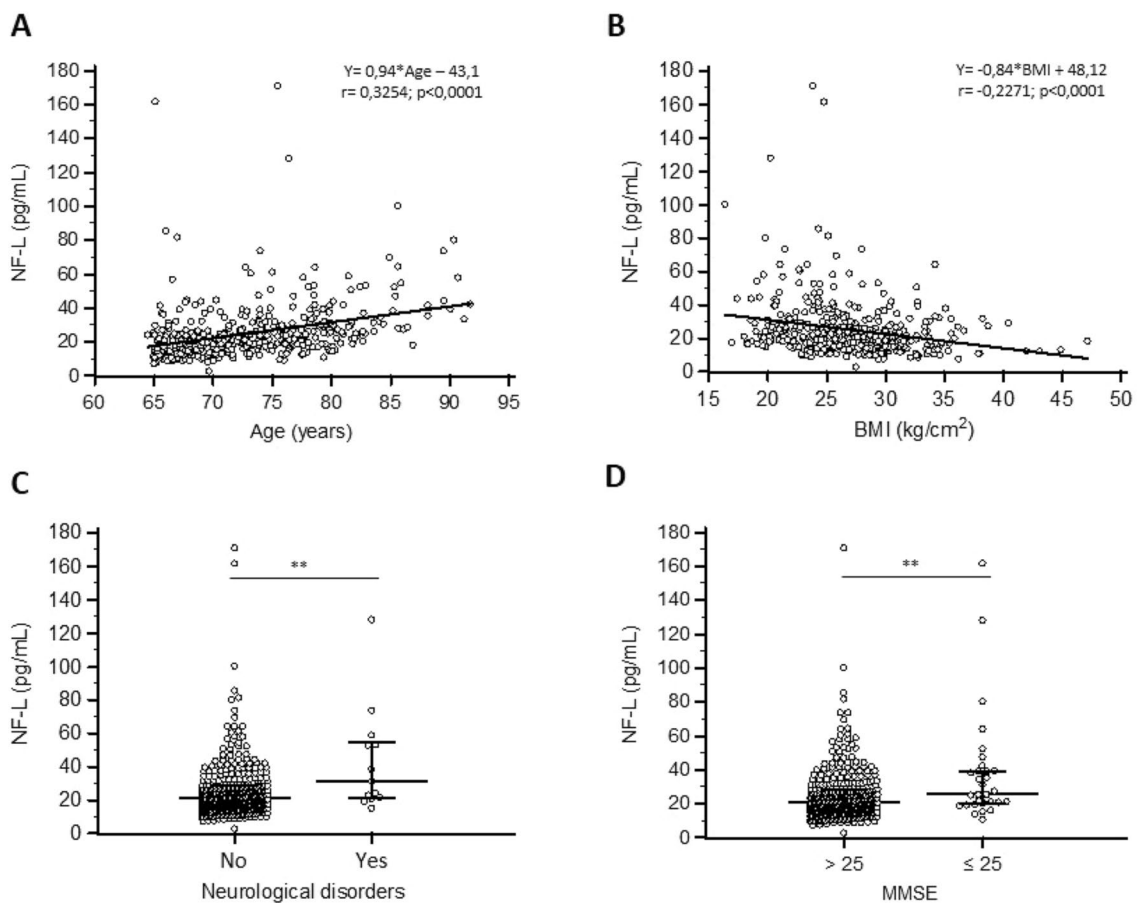 A
Y= 0,94*Age – 43,1
r= 0,3254; p<0,0001
NF-L (pg/mL)
180
160
140
120
100
80
60
40
20
0
60 65 70 75 80 85 90 95
Age (years)
B
Y= -0,84*BMI + 48,12
r= -0,2271; p<0,0001
NF-L (pg/mL)
180
160
140
120
100
80
60
40
20
0
15 20 25 30 35 40 45 50
BMI (kg/cm²)
C
**
NF-L (pg/mL)
180
160
140
120
100
80
60
40
20
0
No Yes
Neurological disorders
D
**
NF-L (pg/mL)
180
160
140
120
100
80
60
40
20
0
> 25 ≤ 25
MMSE